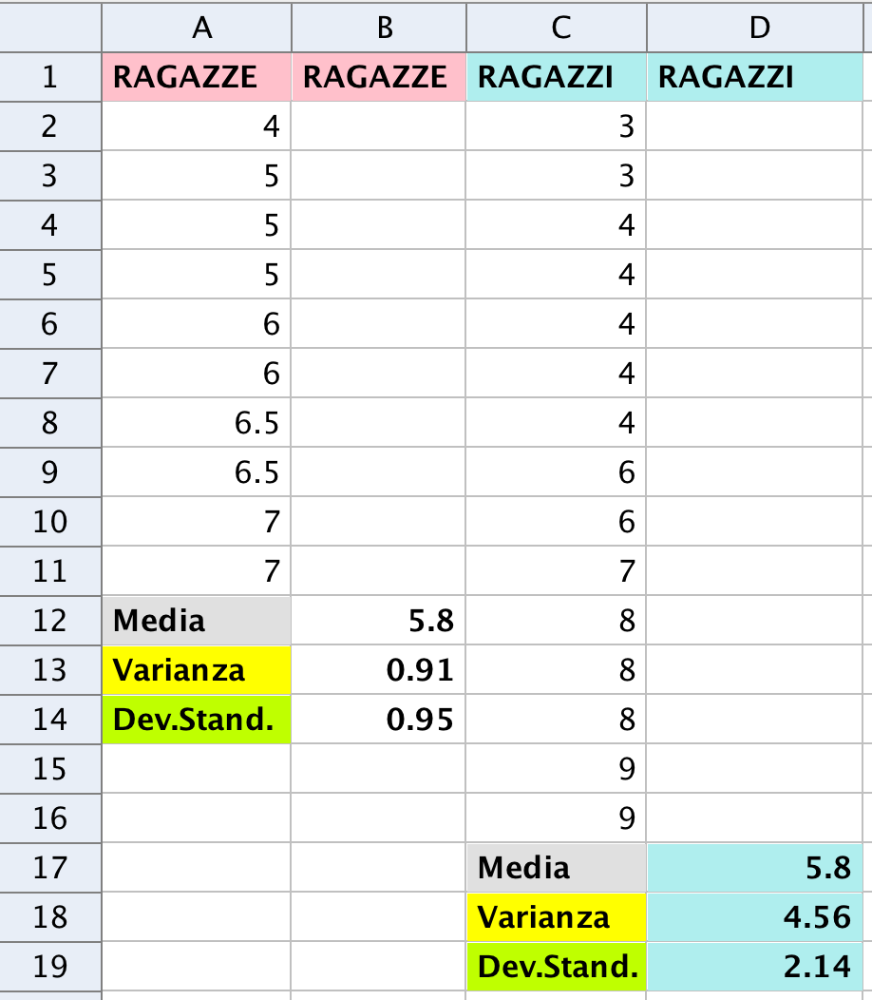 A B C D
1 RAGAZZE RAGAZZE RAGAZZI RAGAZZI
2 4 3
3 5 3
4 5 4
5 5 4
6 6 4
7 6 4
8 6.5 4
9 6.5 6
10 7 6
11 7 7
12 Media 5.8 8
13 Varianza 0.91 8
14 Dev.Stand. 0.95 8
15 9
16 9
17 Media 5.8
18 Varianza 4.56
19 Dev.Stand. 2.14